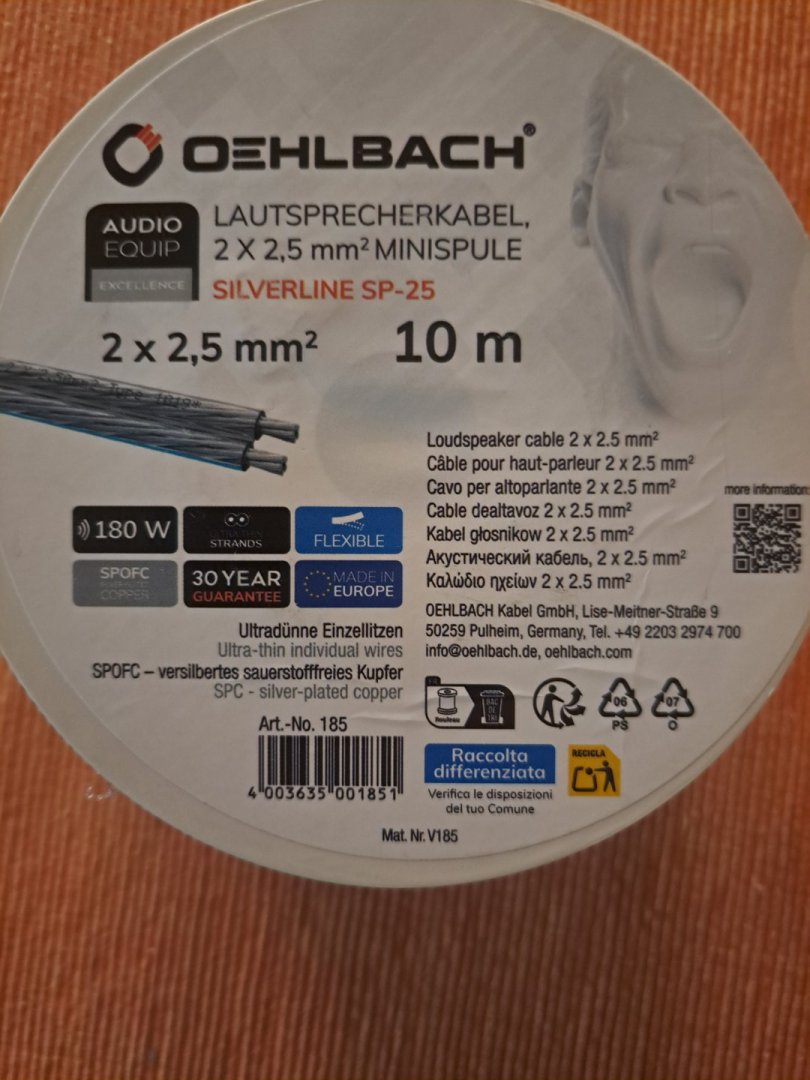 OEHLBACH®
AUDIO
EQUIP
EXCELLENCE
LAUTSPRECHERKABEL,
2 X 2,5 mm² MINISPULE
SILVERLINE SP-25
2 x 2,5 mm² 10 m
Loudspeaker cable 2 x 2.5 mm²
Câble pour haut-parleur 2 x 2.5 mm²
Cavo per altoparlante 2 x 2.5 mm²
Cable dealtavoz 2 x 2.5 mm²
Kabel głosnikow 2 x 2.5 mm²
Акустический кабель, 2 x 2.5 mm²
Καλώδιο ηχείων 2 x 2.5 mm²
more information:
180 W
STRANDS
FLEXIBLE
SPOFC
COPPER
30 YEAR
GUARANTEE
MADE IN
EUROPE
Ultradünne Einzellitzen
Ultra-thin individual wires
SPOFC – versilbertes sauerstofffreies Kupfer
SPC - silver-plated copper
Art.-No. 185
4 003635 001851
OEHLBACH Kabel GmbH, Lise-Meitner-Straße 9
50259 Pulheim, Germany, Tel. +49 2203 2974 700
info@oehlbach.de, oehlbach.com
FR
Rouleau
BAC
DE
TRI
06
PS
07
O
Raccolta
differenziata
Verifica le disposizioni
del tuo Comune
RECICLA
Mat. Nr. V185